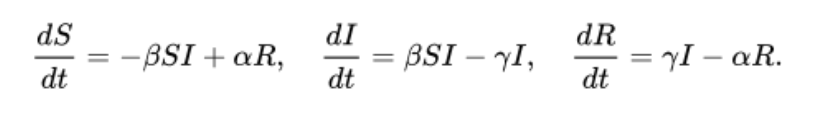 dS/dt = −βSI + αR, dI/dt = βSI − γI, dR/dt = γI − αR.